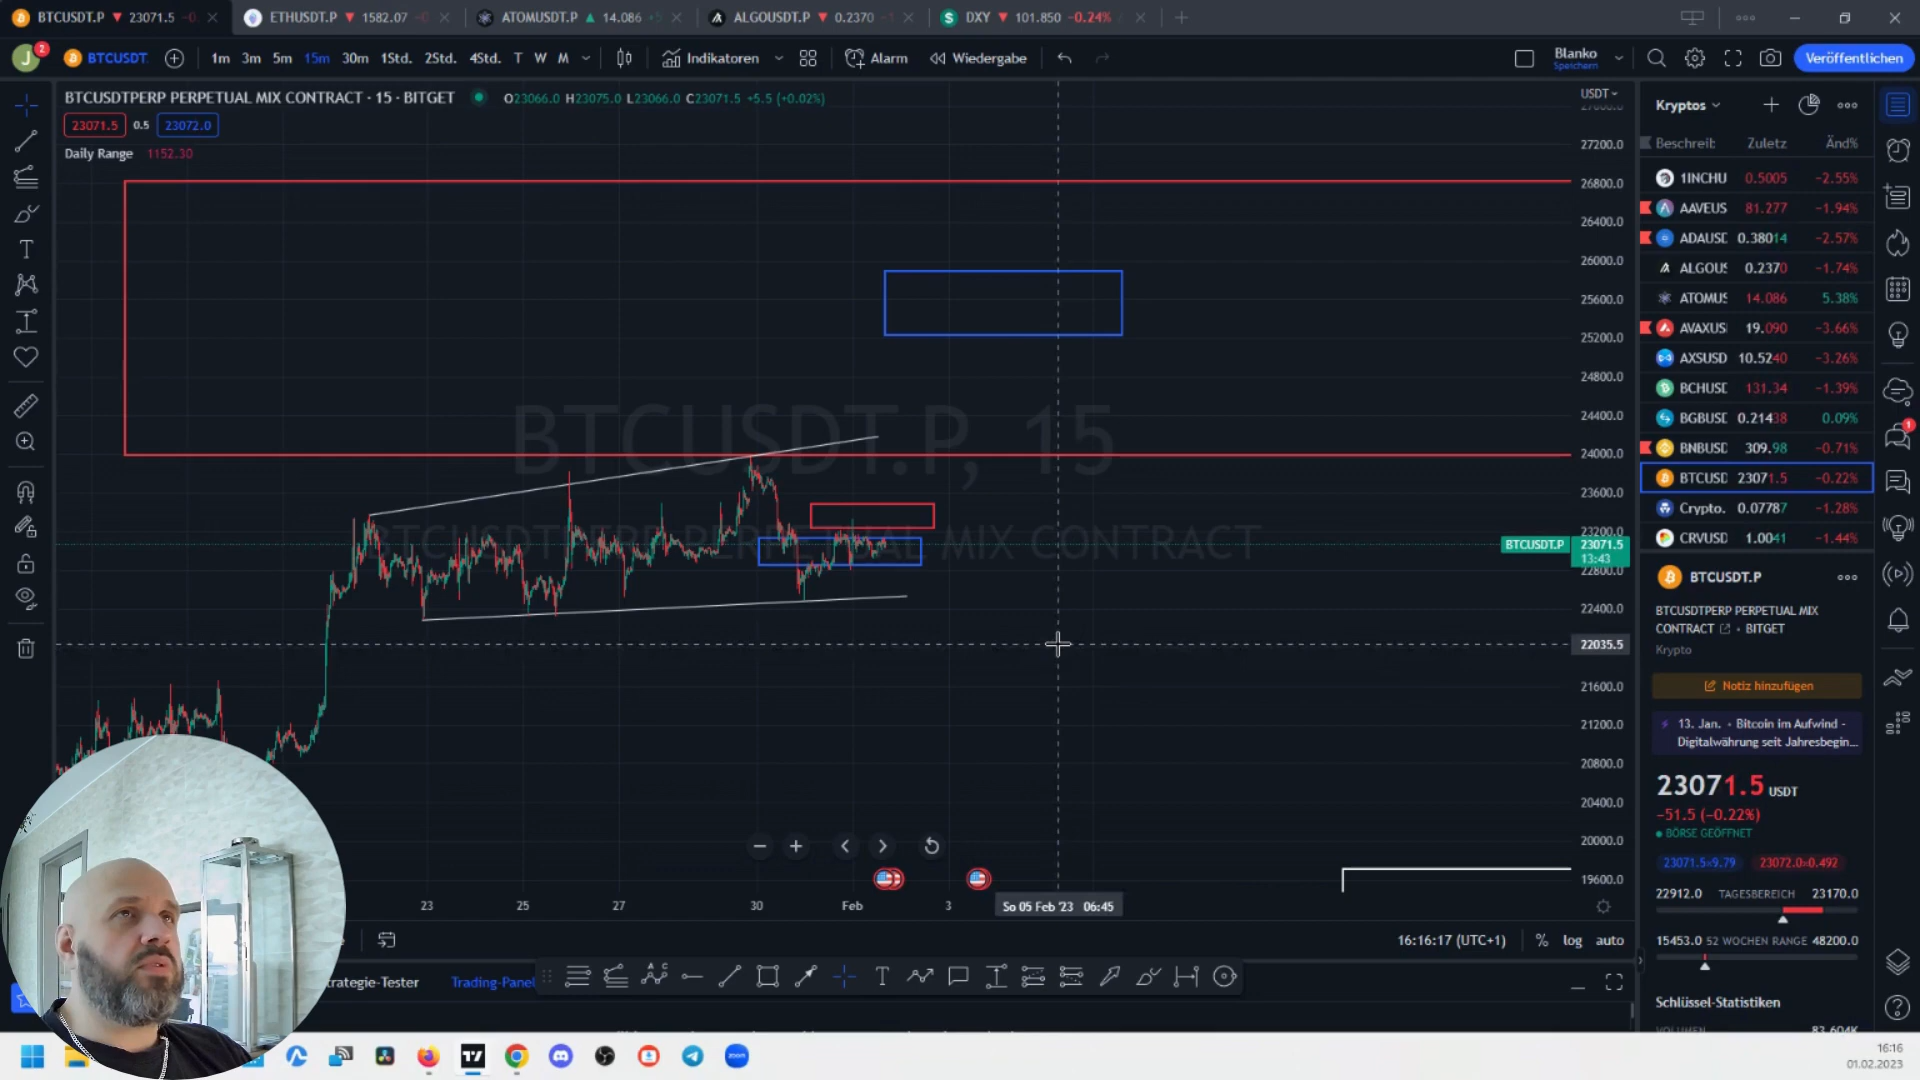 BTCUSDT.P ▼ 23071.5 -0.
ETHUSDT.P ▼ 1582.07
ATOMUSDT.P ▲ 14.086
ALGOUSDT.P ▼ 0.2370
DXY ▼ 101.850 -0.24%
J 2 BTCUSDT. 1m 3m 5m 15m 30m 1Std. 2Std. 4Std. T W M Indikatoren Alarm Wiedergabe Blanko Speichern Veröffentlichen
BTCUSDTPERP PERPETUAL MIX CONTRACT · 15 · BITGET O23066.0 H23075.0 L23066.0 C23071.5 +5.5 (+0.02%)
23071.5 0.5 23072.0
Daily Range 1152.30
BTCUSDT.P, 15
BTCUSDTPERP PERPETUAL MIX CONTRACT
USDT
27200.0
26800.0
26400.0
26000.0
25600.0
25200.0
24800.0
24400.0
24000.0
23600.0
23200.0
BTCUSDT.P 23071.5
13:43
22800.0
22400.0
22035.5
21600.0
21200.0
20800.0
20400.0
20000.0
19600.0
23 25 27 30 Feb 3 So 05 Feb '23 06:45
16:16:17 (UTC+1) % log auto
trategie-Tester Trading-Panel
Kryptos
Beschreib Zuletz Änd%
1INCHU 0.5005 −2.55%
AAVEUS 81.277 −1.94%
ADAUSD 0.38014 −2.57%
ALGOUS 0.2370 −1.74%
ATOMUS 14.086 5.38%
AVAXUS 19.090 −3.66%
AXSUSD 10.5240 −3.26%
BCHUSD 131.34 −1.39%
BGBUSD 0.21438 0.09%
BNBUSD 309.98 −0.71%
BTCUSD 23071.5 −0.22%
Crypto. 0.07787 −1.28%
CRVUSD 1.0041 −1.44%
BTCUSDT.P
BTCUSDTPERP PERPETUAL MIX
CONTRACT · BITGET
Krypto
Notiz hinzufügen
13. Jan. · Bitcoin im Aufwind -
Digitalwährung seit Jahresbegin...
23071.5 USDT
−51.5 (−0.22%)
BÖRSE GEÖFFNET
23071.5×9.79 23072.0×0.492
22912.0 TAGESBEREICH 23170.0
15453.0 52 WOCHEN RANGE 48200.0
Schlüssel-Statistiken
1
zoom
16:16
01.02.2023